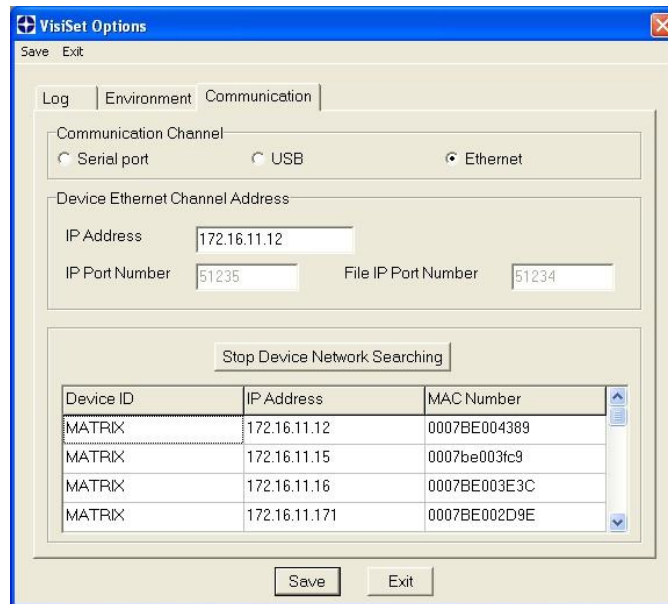 VisiSet Options
Save Exit
Log Environment Communication
Communication Channel
Serial port USB Ethernet
Device Ethernet Channel Address
IP Address 172.16.11.12
IP Port Number 51235 File IP Port Number 51234
Stop Device Network Searching
Device ID IP Address MAC Number
MATRIX 172.16.11.12 0007BE004389
MATRIX 172.16.11.15 0007be003fc9
MATRIX 172.16.11.16 0007BE003E3C
MATRIX 172.16.11.171 0007BE002D9E
Save Exit